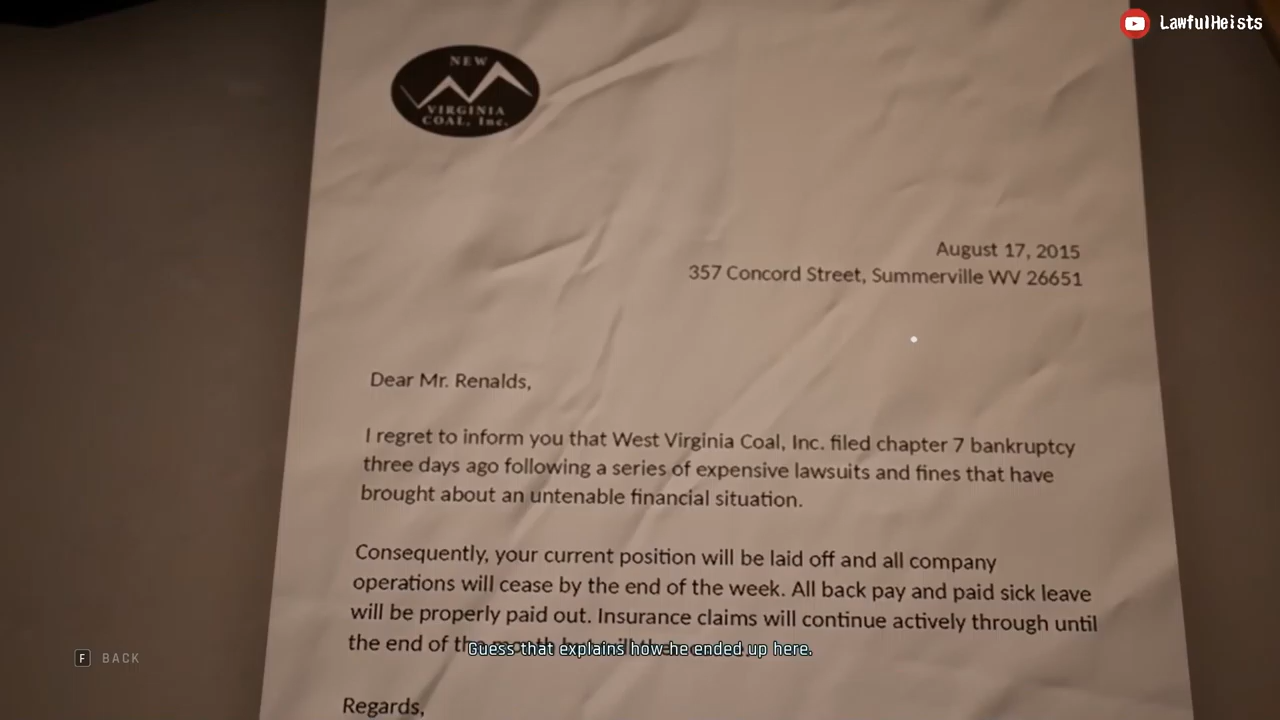 LawfulHeists
NEW
VIRGINIA
COAL, Inc.
August 17, 2015
357 Concord Street, Summerville WV 26651
Dear Mr. Renalds,
I regret to inform you that West Virginia Coal, Inc. filed chapter 7 bankruptcy
three days ago following a series of expensive lawsuits and fines that have
brought about an untenable financial situation.
Consequently, your current position will be laid off and all company
operations will cease by the end of the week. All back pay and paid sick leave
will be properly paid out. Insurance claims will continue actively through until
the end of the month but will
Guess that explains how he ended up here.
F BACK
Regards,